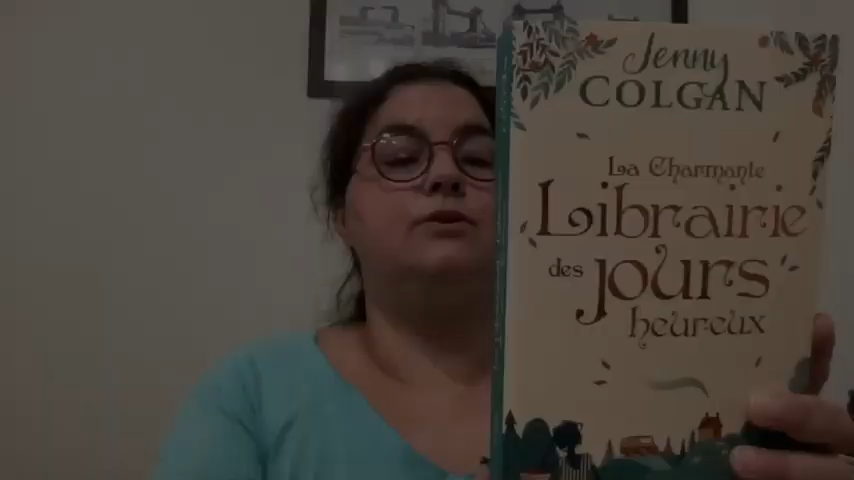 Jenny
COLGAN
La Charmante
Librairie
des jours
heureux